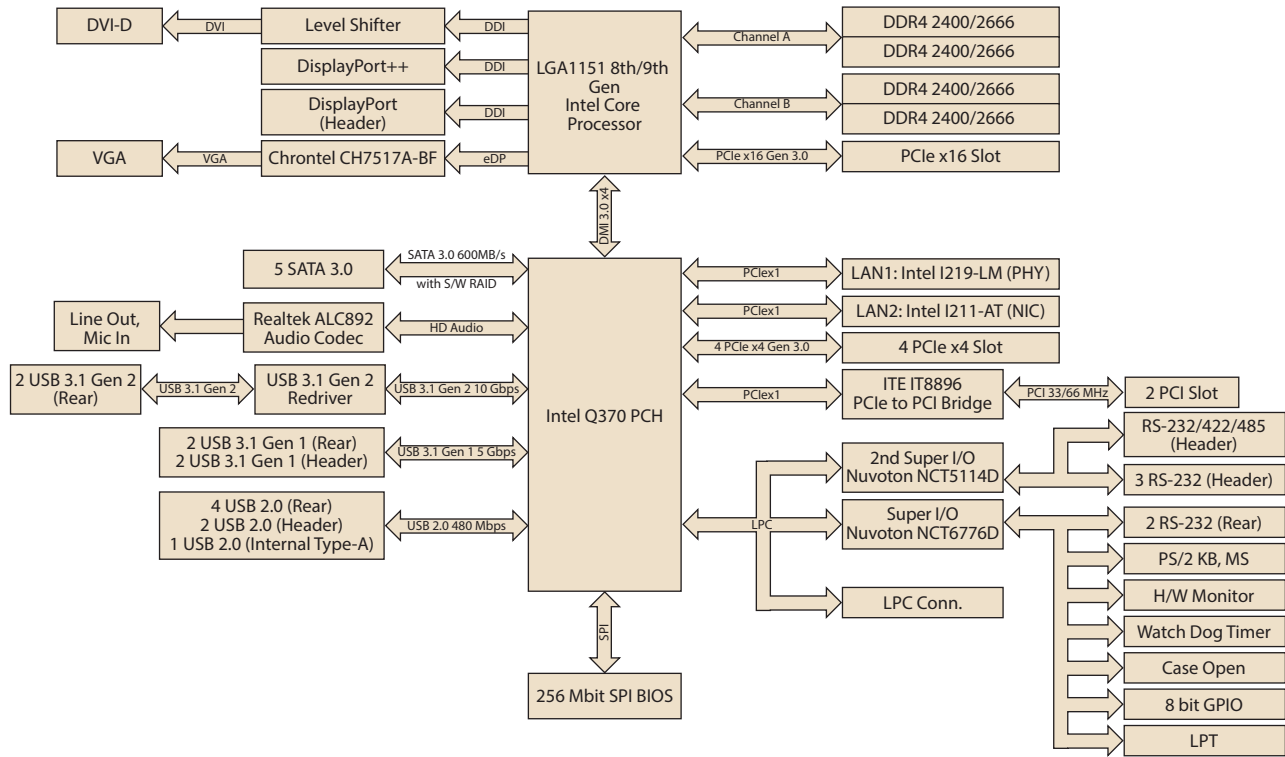 DVI-D
DVI
Level Shifter
DDI
DisplayPort++
DDI
DisplayPort
(Header)
DDI
VGA
VGA
Chrontel CH7517A-BF
eDP
LGA1151 8th/9th
Gen
Intel Core
Processor
Channel A
DDR4 2400/2666
DDR4 2400/2666
Channel B
DDR4 2400/2666
DDR4 2400/2666
PCIe x16 Gen 3.0
PCIe x16 Slot
DMI 3.0 x4
5 SATA 3.0
SATA 3.0 600MB/s
with S/W RAID
Line Out,
Mic In
Realtek ALC892
Audio Codec
HD Audio
2 USB 3.1 Gen 2
(Rear)
USB 3.1 Gen 2
USB 3.1 Gen 2
Redriver
USB 3.1 Gen 2 10 Gbps
2 USB 3.1 Gen 1 (Rear)
2 USB 3.1 Gen 1 (Header)
USB 3.1 Gen 1 5 Gbps
4 USB 2.0 (Rear)
2 USB 2.0 (Header)
1 USB 2.0 (Internal Type-A)
USB 2.0 480 Mbps
Intel Q370 PCH
PCIex1
LAN1: Intel I219-LM (PHY)
PCIex1
LAN2: Intel I211-AT (NIC)
4 PCIe x4 Gen 3.0
4 PCIe x4 Slot
PCIex1
ITE IT8896
PCIe to PCI Bridge
PCI 33/66 MHz
2 PCI Slot
LPC
2nd Super I/O
Nuvoton NCT5114D
RS-232/422/485
(Header)
3 RS-232 (Header)
Super I/O
Nuvoton NCT6776D
2 RS-232 (Rear)
PS/2 KB, MS
H/W Monitor
Watch Dog Timer
Case Open
8 bit GPIO
LPT
LPC Conn.
SPI
256 Mbit SPI BIOS